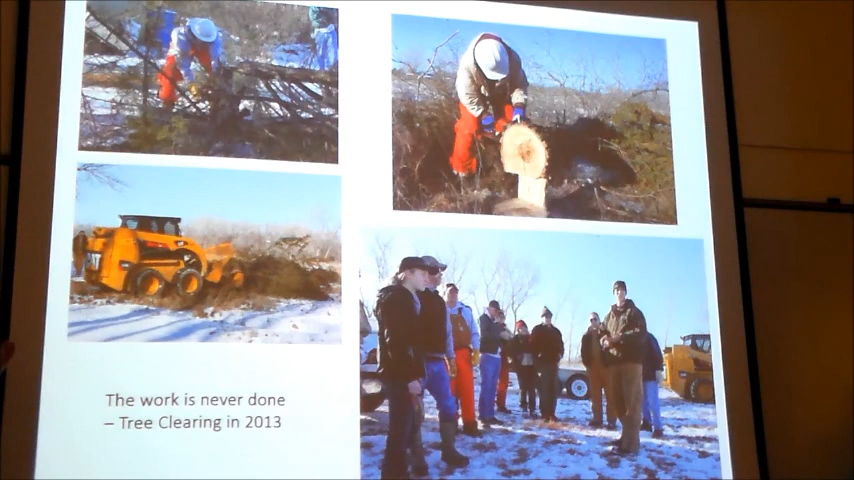 The work is never done
– Tree Clearing in 2013